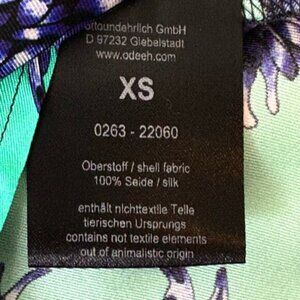 ottoundehrlich GmbH
D 97232 Giebelstadt
www.odeeh.com
XS
0263 - 22060
Oberstoff / shell fabric
100% Seide / silk
enthält nichttextile Teile
tierischen Ursprungs
contains not textile elements
out of animalistic origin